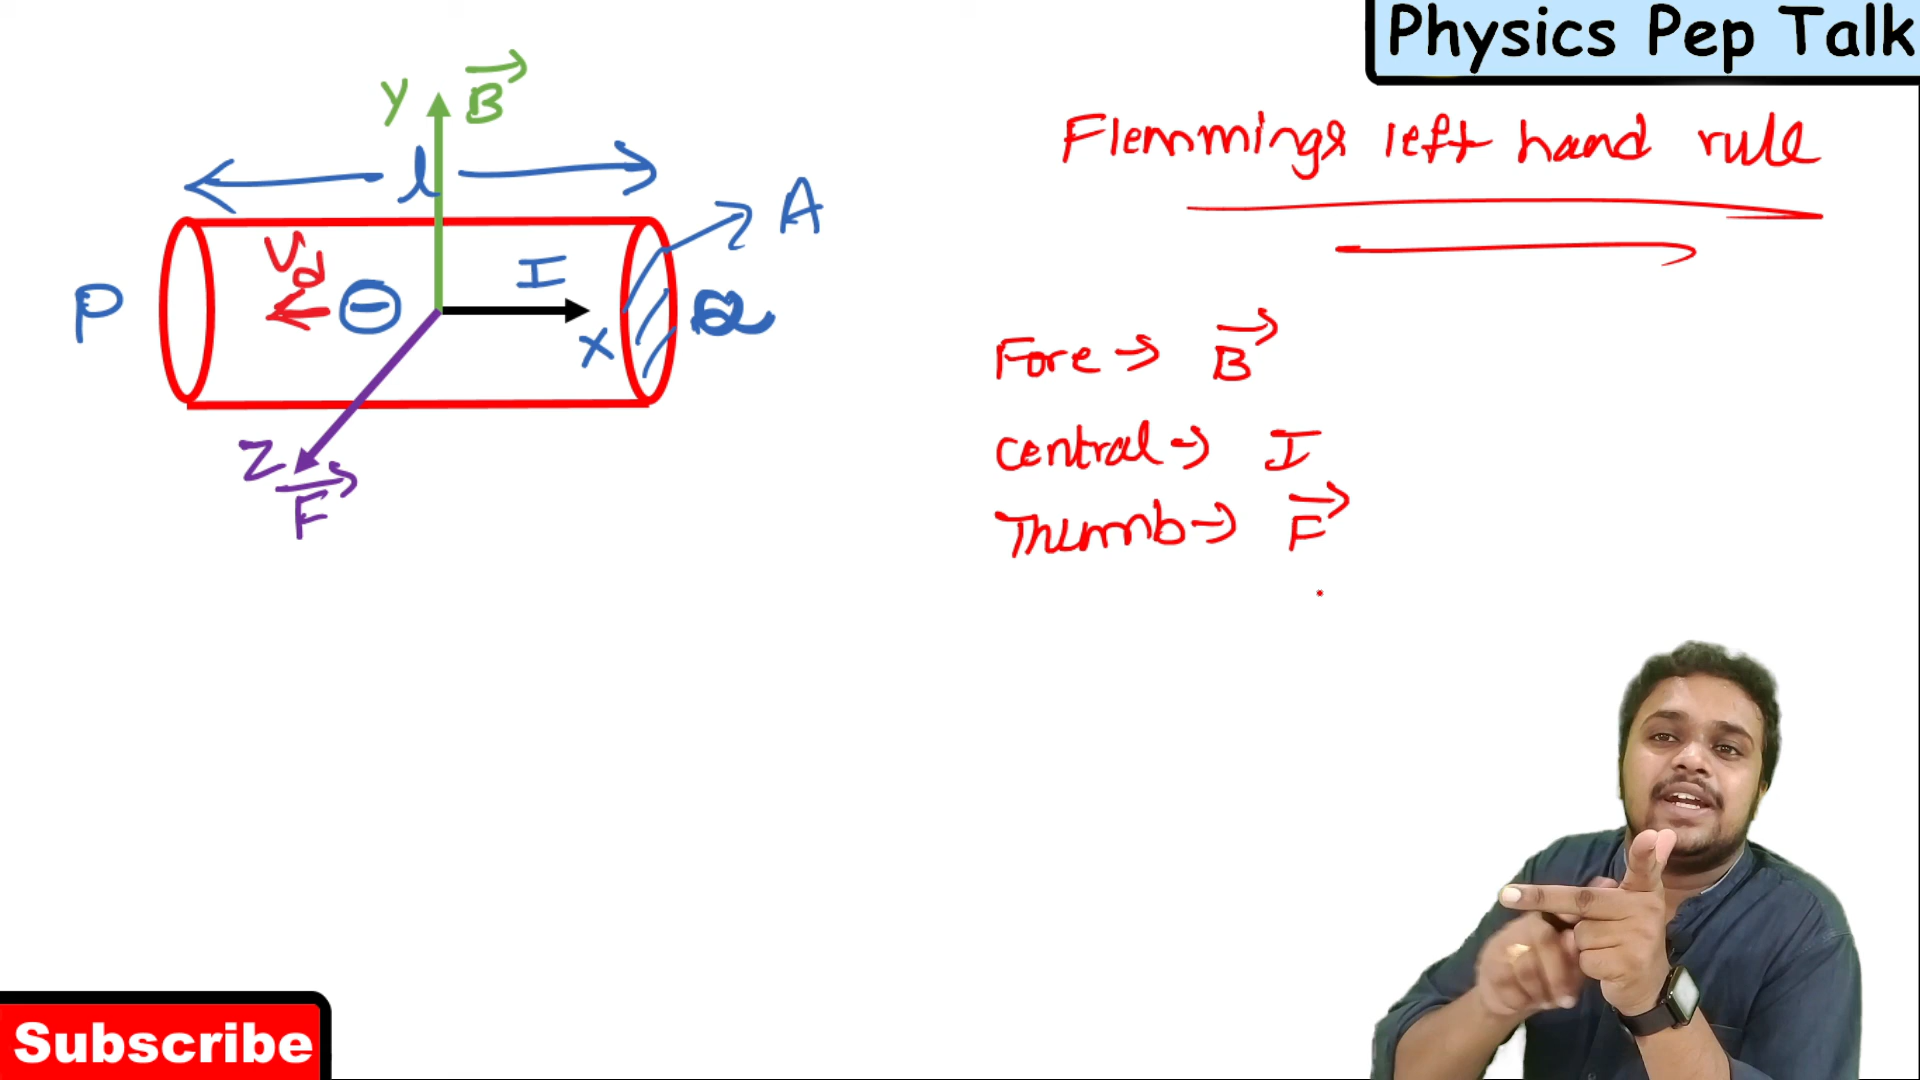 Physics Pep Talk
Flemmings left hand rule
y B
l
A
Vd
I
P
Q
x
Z
F
Fore → B
central → I
Thumb → F
Subscribe